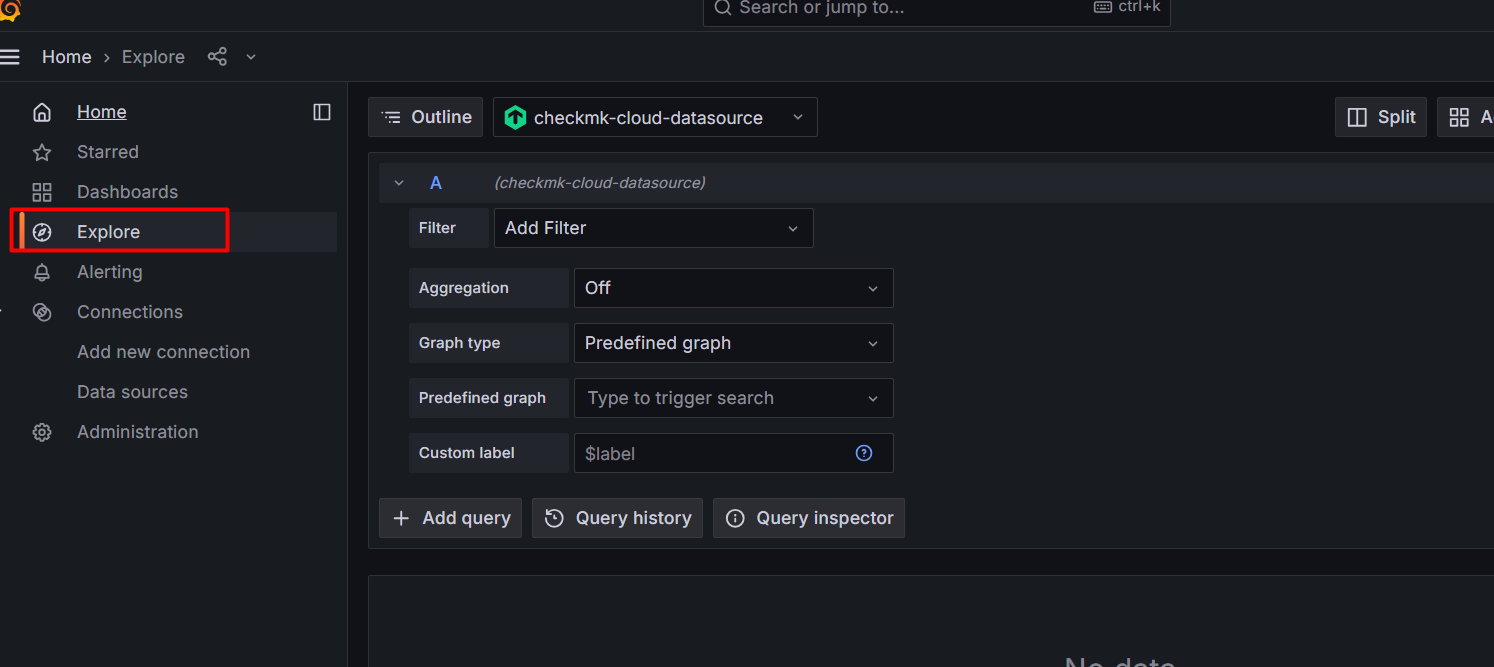 Search or jump to... ctrl+k
Home › Explore
Home
Starred
Dashboards
Explore
Alerting
Connections
Add new connection
Data sources
Administration
Outline checkmk-cloud-datasource Split
A (checkmk-cloud-datasource)
Filter Add Filter
Aggregation Off
Graph type Predefined graph
Predefined graph Type to trigger search
Custom label $label
Add query Query history Query inspector
No data